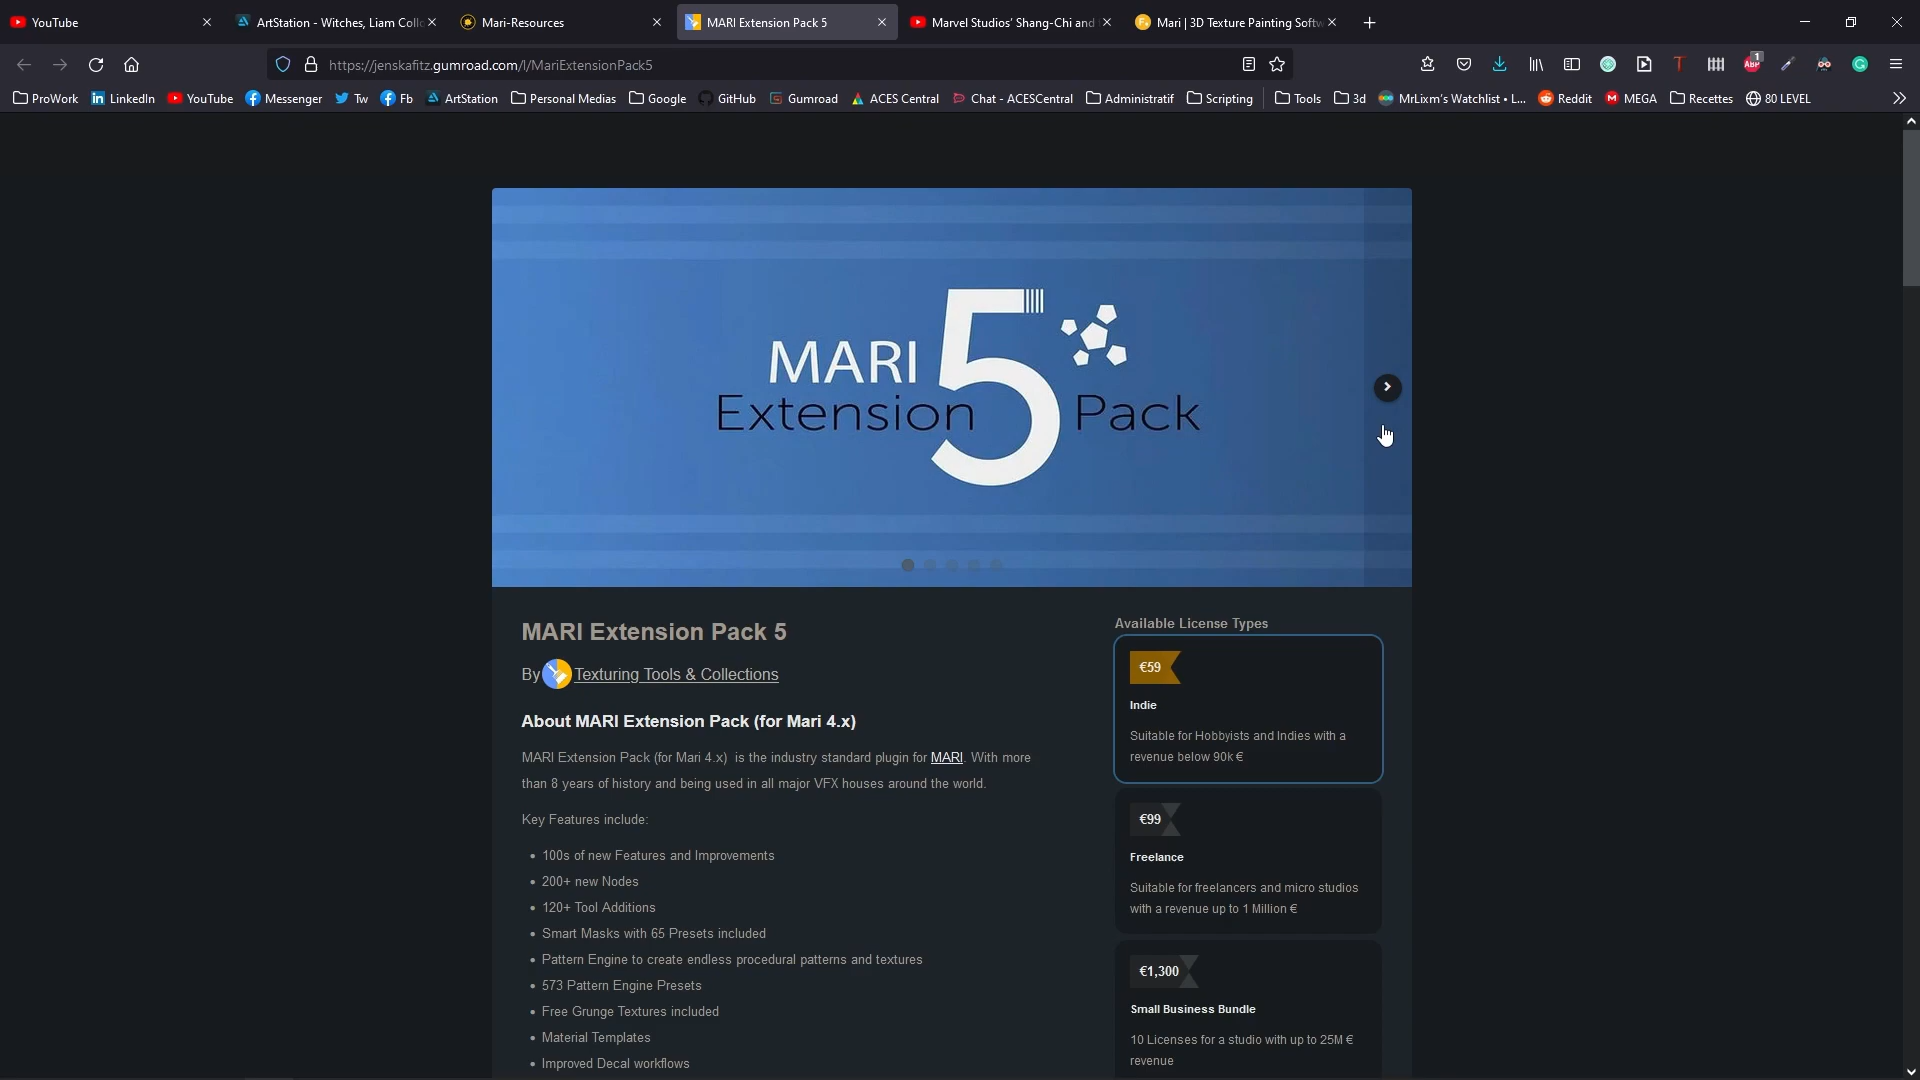 YouTube
ArtStation - Witches, Liam Coll
Mari-Resources
MARI Extension Pack 5
Marvel Studios' Shang-Chi and
Mari | 3D Texture Painting Softw
https://jenskafitz.gumroad.com/l/MariExtensionPack5
ABP
1
ProWork
LinkedIn
YouTube
Messenger
Tw
Fb
ArtStation
Personal Medias
Google
GitHub
Gumroad
ACES Central
Chat - ACESCentral
Administratif
Scripting
Tools
3d
MrLixm's Watchlist • L...
Reddit
MEGA
Recettes
80 LEVEL
MARI 5
Extension Pack
MARI Extension Pack 5
By Texturing Tools & Collections
About MARI Extension Pack (for Mari 4.x)
MARI Extension Pack (for Mari 4.x) is the industry standard plugin for MARI. With more
than 8 years of history and being used in all major VFX houses around the world.
Key Features include:
• 100s of new Features and Improvements
• 200+ new Nodes
• 120+ Tool Additions
• Smart Masks with 65 Presets included
• Pattern Engine to create endless procedural patterns and textures
• 573 Pattern Engine Presets
• Free Grunge Textures included
• Material Templates
• Improved Decal workflows
Available License Types
€59
Indie
Suitable for Hobbyists and Indies with a
revenue below 90k €
€99
Freelance
Suitable for freelancers and micro studios
with a revenue up to 1 Million €
€1,300
Small Business Bundle
10 Licenses for a studio with up to 25M €
revenue